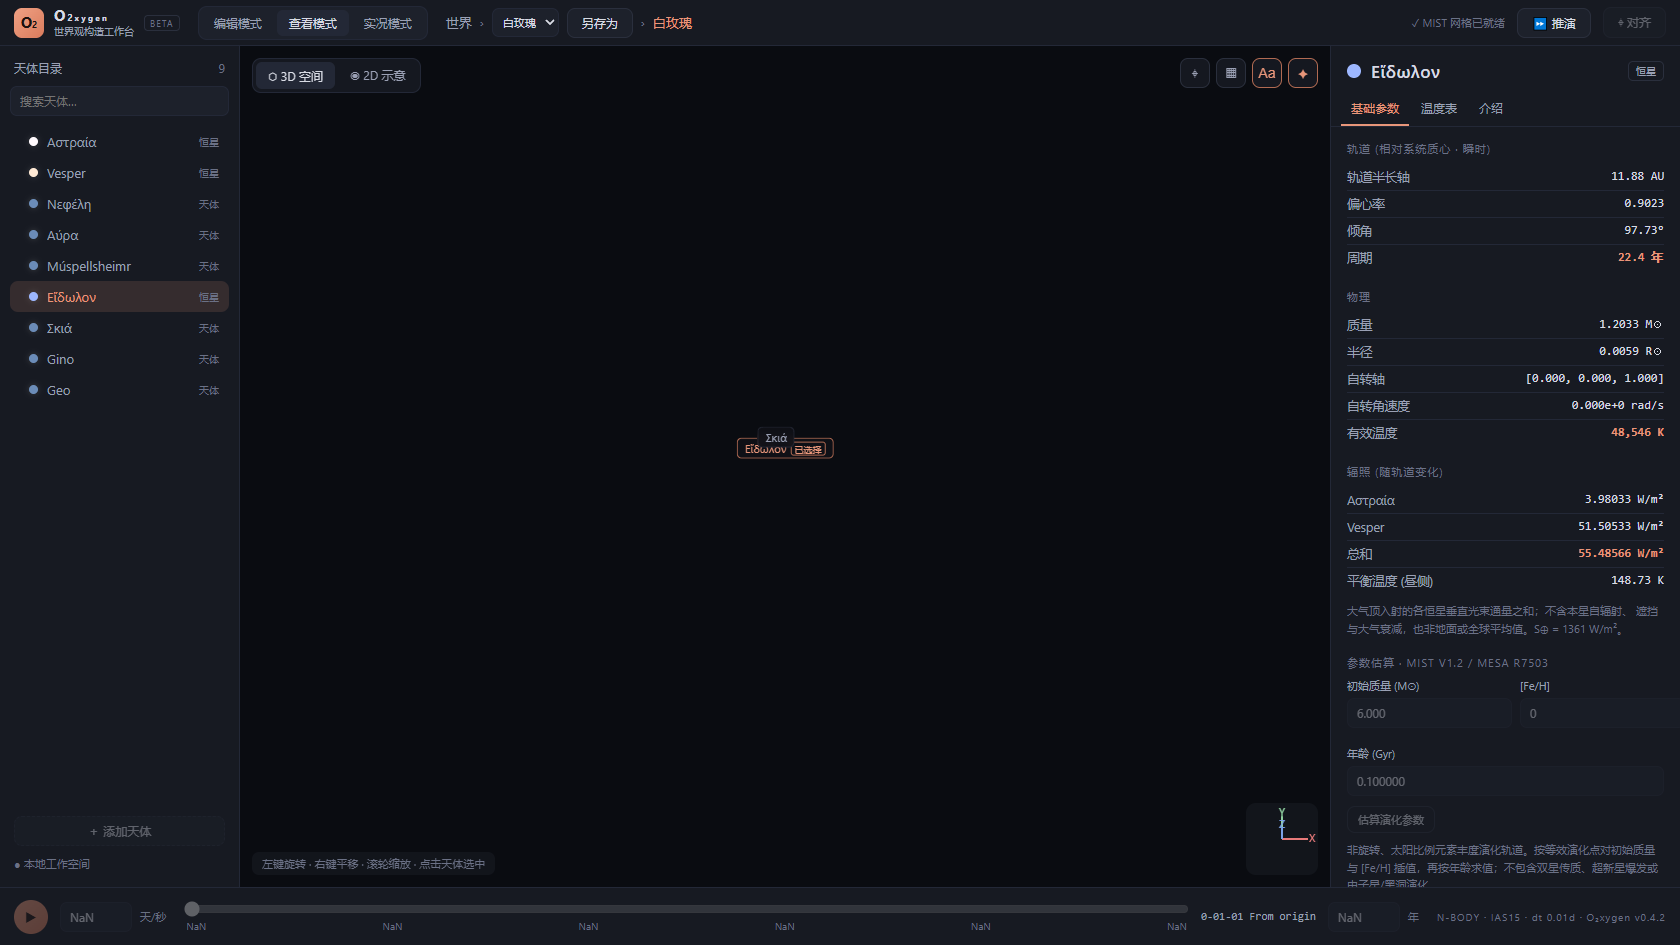 O₂
O₂xygen
世界观构造工作台
BETA
编辑模式
查看模式
实况模式
世界
›
白玫瑰
另存为
› 白玫瑰
✓ MIST 网格已就绪
推演
⌖ 对齐
天体目录
9
搜索天体...
Αστραία 恒星
Vesper 恒星
Νεφέλη 天体
Αύρα 天体
Múspellsheimr 天体
Εἴδωλον 恒星
Σκιά 天体
Gino 天体
Geo 天体
+ 添加天体
● 本地工作空间
3D 空间
2D 示意
Aa
Σκιά
Εἴδωλον 已选择
Y
Z
X
左键旋转 · 右键平移 · 滚轮缩放 · 点击天体选中
Εἴδωλον
恒星
基础参数
温度表
介绍
轨道 (相对系统质心 · 瞬时)
轨道半长轴 11.88 AU
偏心率 0.9023
倾角 97.73°
周期 22.4 年
物理
质量 1.2033 M⊙
半径 0.0059 R⊙
自转轴 [0.000, 0.000, 1.000]
自转角速度 0.000e+0 rad/s
有效温度 48,546 K
辐照 (随轨道变化)
Αστραία 3.98033 W/m²
Vesper 51.50533 W/m²
总和 55.48566 W/m²
平衡温度 (昼侧) 148.73 K
大气顶入射的各恒星垂直光束通量之和；不含本星自辐射、遮挡
与大气衰减，也非地面或全球平均值。S⊕ = 1361 W/m²。
参数估算 · MIST V1.2 / MESA R7503
初始质量 (M⊙)
[Fe/H]
6.000
0
年龄 (Gyr)
0.100000
估算演化参数
非旋转、太阳比例元素丰度演化轨道。按等效演化点对初始质量
与 [Fe/H] 插值，再按年龄求值；不包含双星传质、超新星爆发或
中子星/黑洞演化
NaN
天/秒
NaN
NaN
NaN
NaN
NaN
NaN
0-01-01 From origin
NaN
年
N-BODY · IAS15 · dt 0.01d · O₂xygen v0.4.2